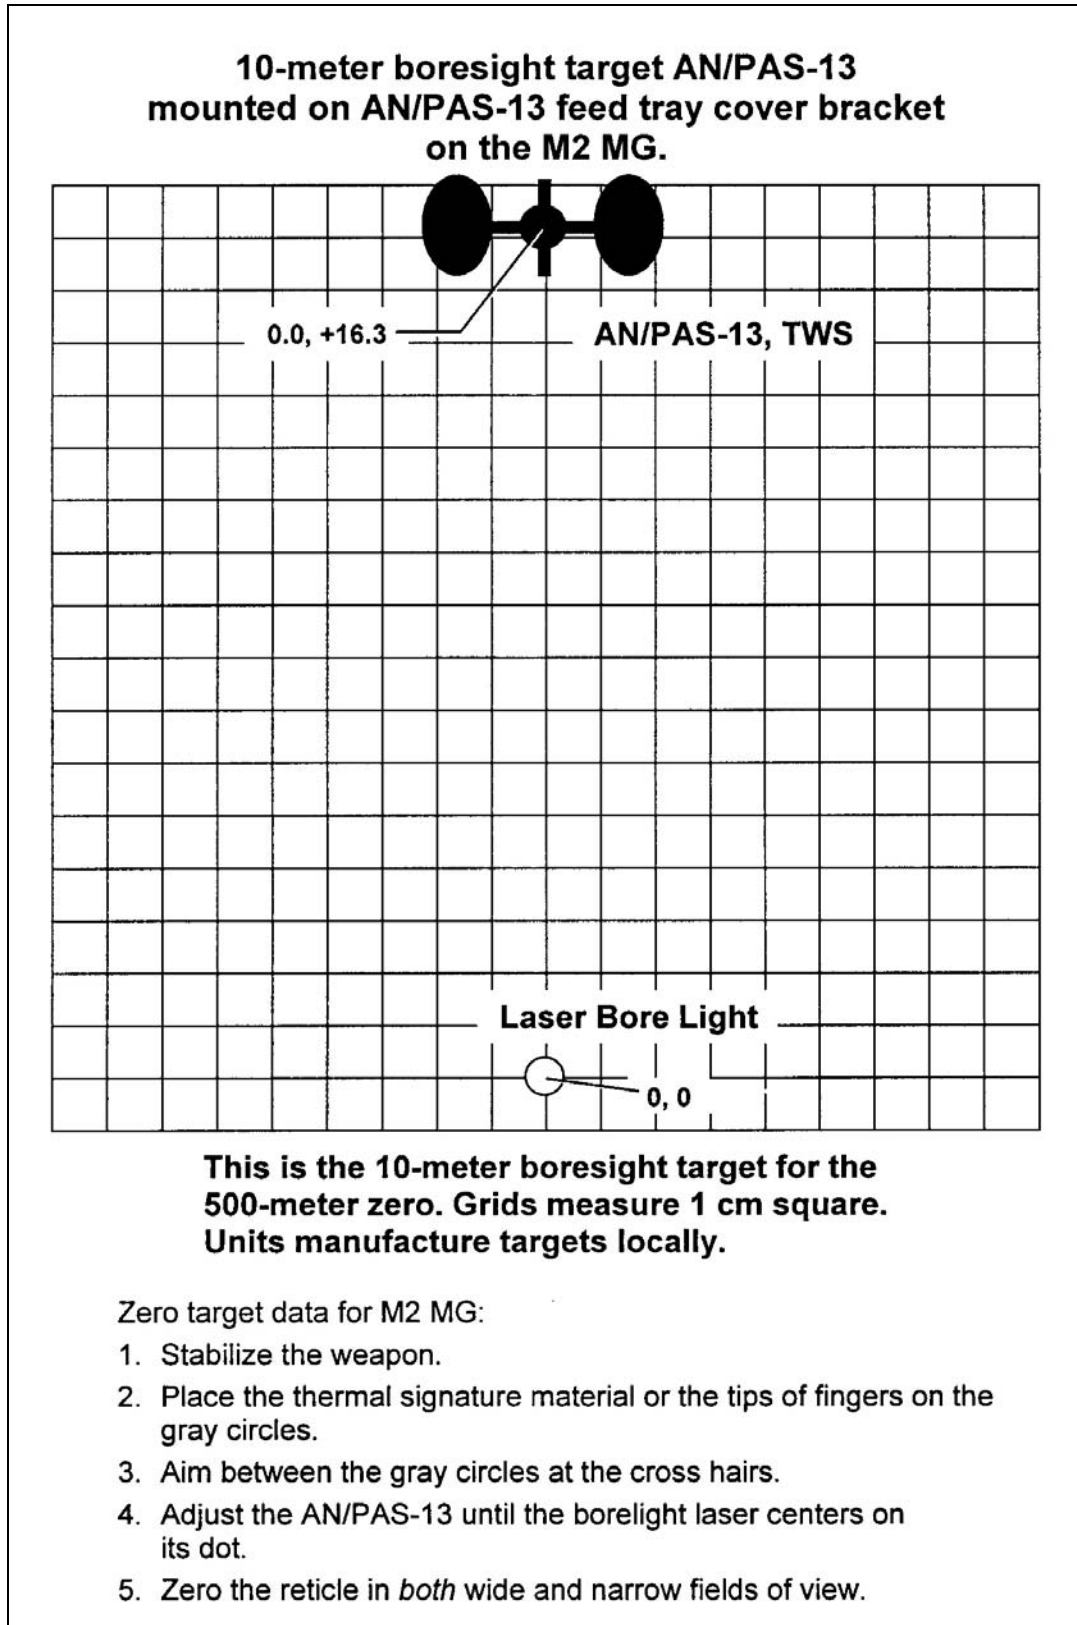 10-meter boresight target AN/PAS-13
mounted on AN/PAS-13 feed tray cover bracket
on the M2 MG.
0.0, +16.3
AN/PAS-13, TWS
Laser Bore Light
0, 0
This is the 10-meter boresight target for the
500-meter zero. Grids measure 1 cm square.
Units manufacture targets locally.
Zero target data for M2 MG:
1. Stabilize the weapon.
2. Place the thermal signature material or the tips of fingers on the
gray circles.
3. Aim between the gray circles at the cross hairs.
4. Adjust the AN/PAS-13 until the borelight laser centers on
its dot.
5. Zero the reticle in both wide and narrow fields of view.